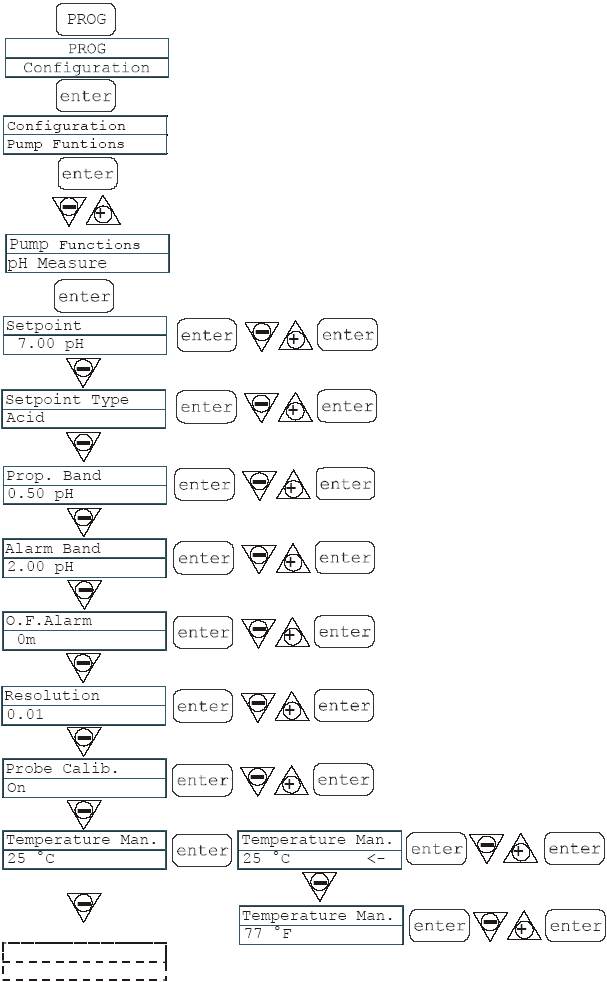 PROG
PROG
Configuration
enter
Configuration
Pump Funtions
enter
Pump Functions
pH Measure
enter
Setpoint
7.00 pH
enter enter
Setpoint Type
Acid
enter enter
Prop. Band
0.50 pH
enter enter
Alarm Band
2.00 pH
enter enter
O.F.Alarm
0m
enter enter
Resolution
0.01
enter enter
Probe Calib.
On
enter enter
Temperature Man.
25 °C
enter
Temperature Man.
25 °C <-
enter enter
Temperature Man.
77 °F
enter enter